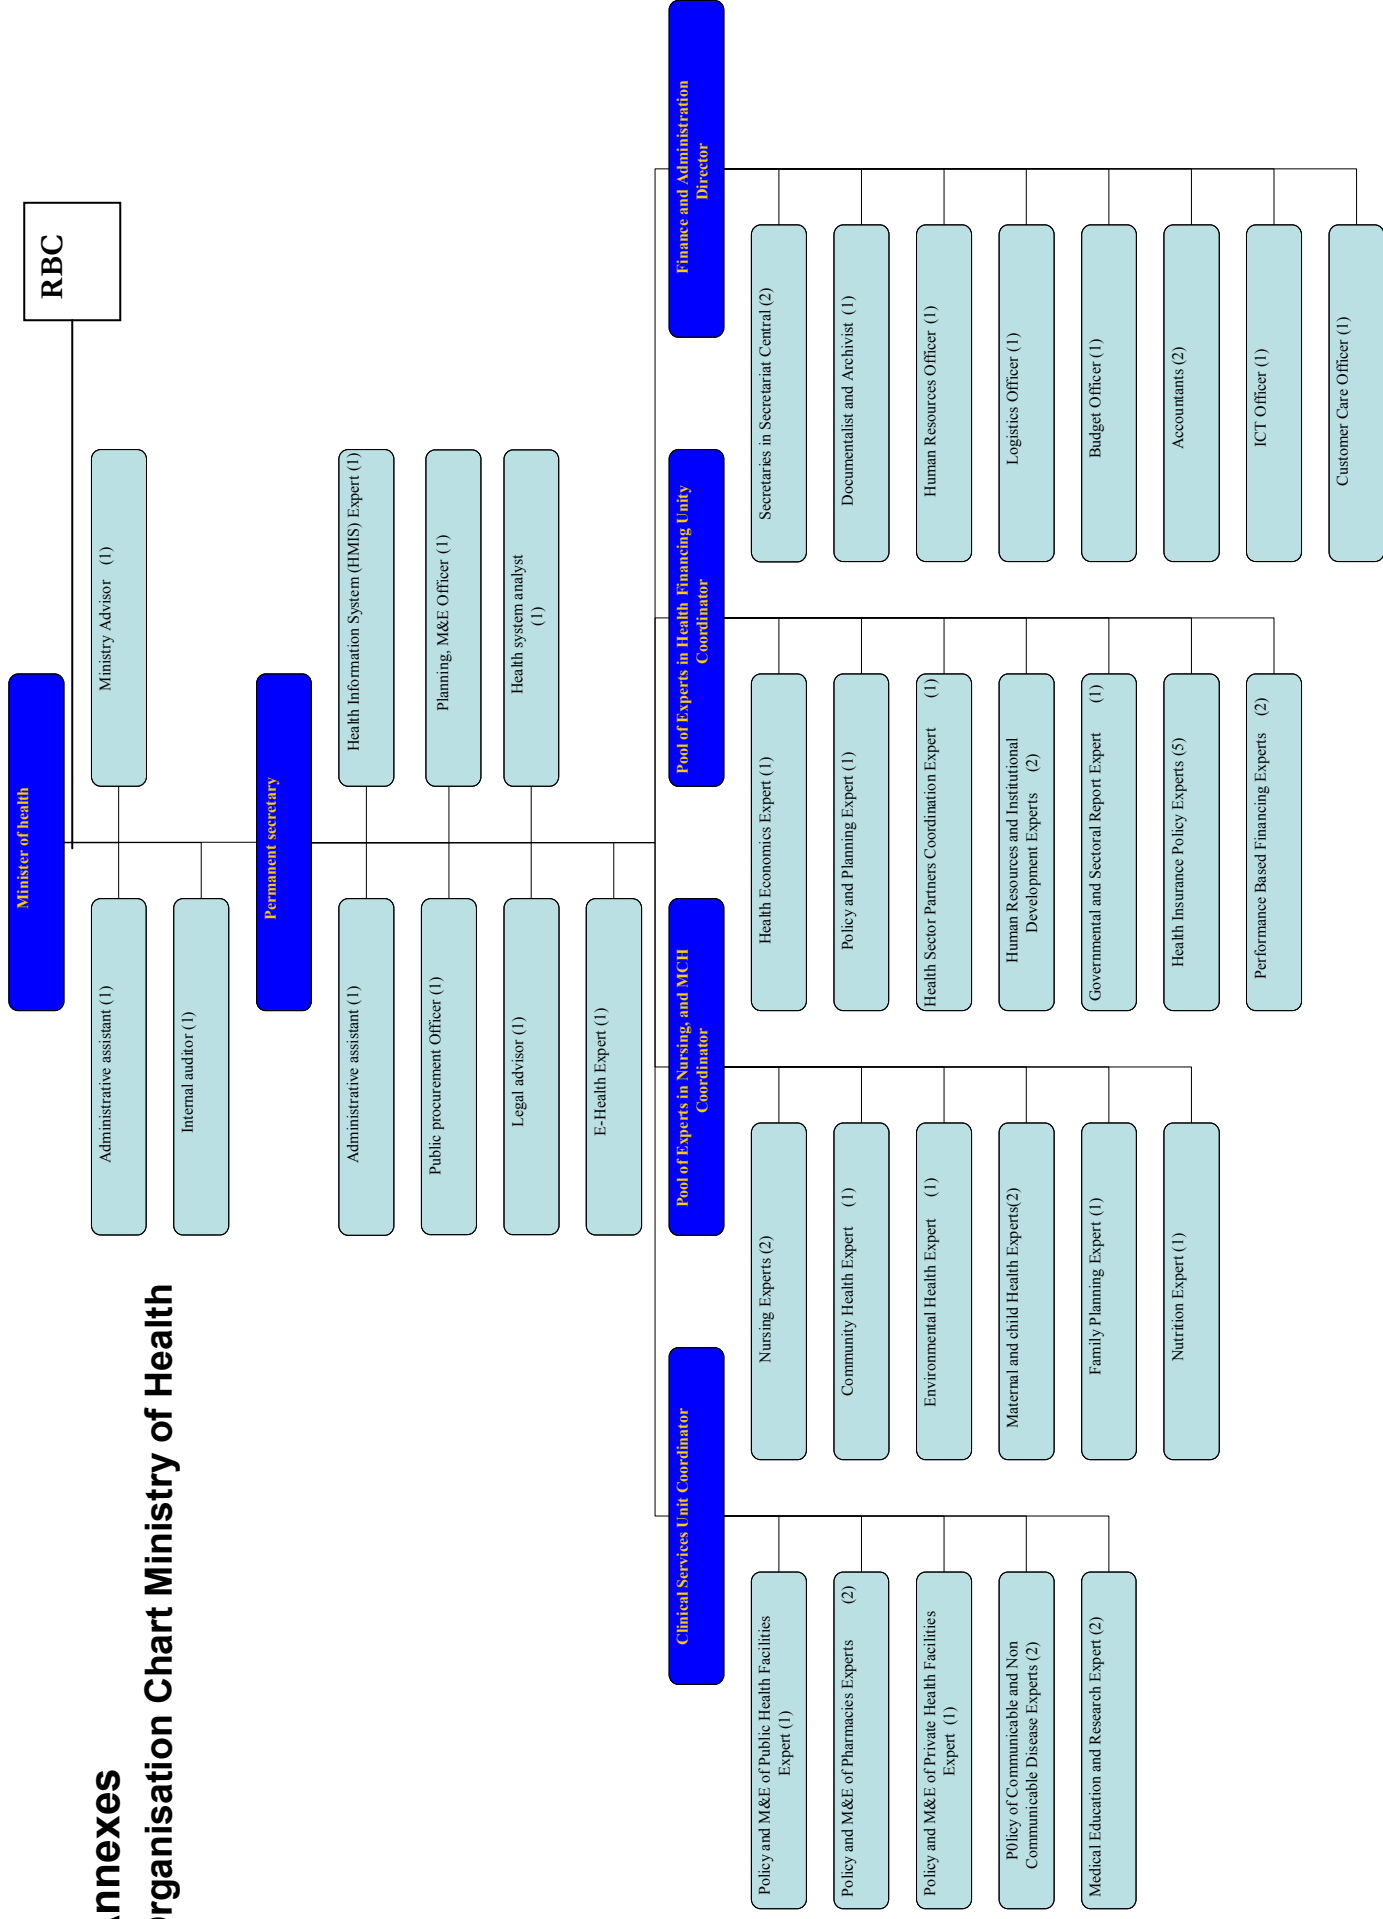 Annexes
Organisation Chart Ministry of Health
RBC
Minister of health
Administrative assistant (1)
Ministry Advisor (1)
Internal auditor (1)
Permanent secretary
Administrative assistant (1)
Health Information System (HMIS) Expert (1)
Public procurement Officer (1)
Planning, M&E Officer (1)
Legal advisor (1)
Health system analyst
(1)
E-Health Expert (1)
Clinical Services Unit Coordinator
Policy and M&E of Public Health Facilities
Expert (1)
Policy and M&E of Pharmacies Experts (2)
Policy and M&E of Private Health Facilities
Expert (1)
P0licy of Communicable and Non
Communicable Disease Experts (2)
Medical Education and Research Expert (2)
Pool of Experts in Nursing, and MCH
Coordinator
Nursing Experts (2)
Community Health Expert (1)
Environmental Health Expert (1)
Maternal and child Health Experts(2)
Family Planning Expert (1)
Nutrition Expert (1)
Pool of Experts in Health Financing Unity
Coordinator
Health Economics Expert (1)
Policy and Planning Expert (1)
Health Sector Partners Coordination Expert (1)
Human Resources and Institutional
Development Experts (2)
Governmental and Sectoral Report Expert (1)
Health Insurance Policy Experts (5)
Performance Based Financing Experts (2)
Finance and Administration
Director
Secretaries in Secretariat Central (2)
Documentalist and Archivist (1)
Human Resources Officer (1)
Logistics Officer (1)
Budget Officer (1)
Accountants (2)
ICT Officer (1)
Customer Care Officer (1)